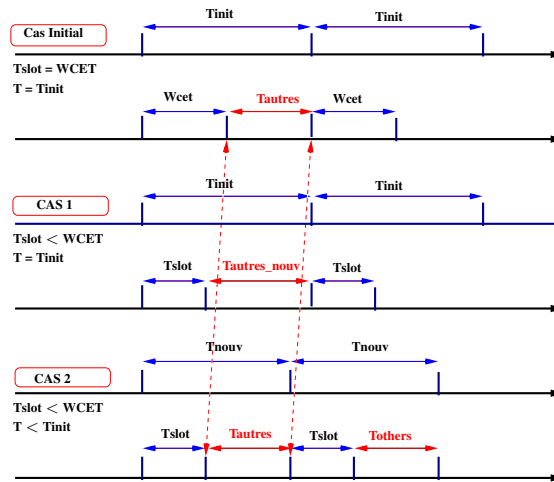 Tinit Tinit
Cas Initial
Tslot = WCET
T = Tinit
Wcet Tautres Wcet
Tinit Tinit
CAS 1
Tslot < WCET
T = Tinit
Tslot Tautres_nouv Tslot
Tnouv Tnouv
CAS 2
Tslot < WCET
T < Tinit
Tslot Tautres Tslot Tothers